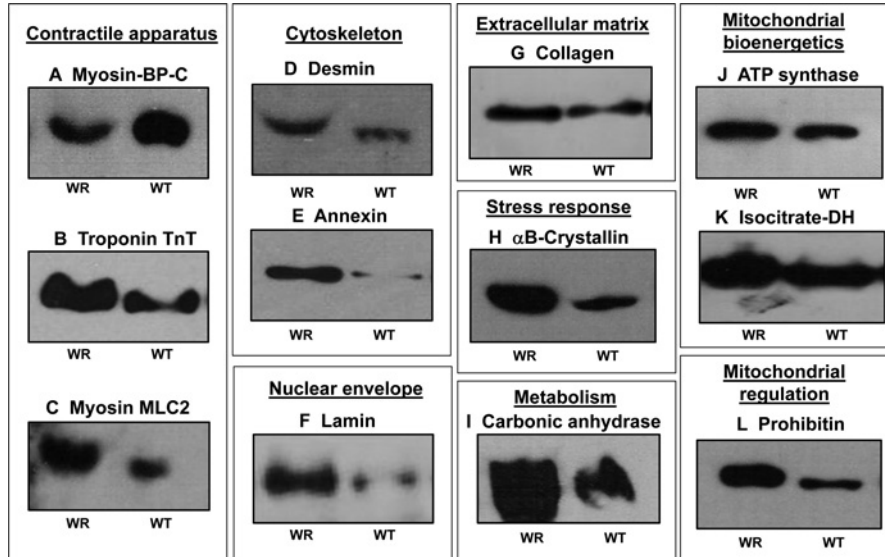 Contractile apparatus
A Myosin-BP-C
WR WT
B Troponin TnT
WR WT
C Myosin MLC2
WR WT
Cytoskeleton
D Desmin
WR WT
E Annexin
WR WT
Nuclear envelope
F Lamin
WR WT
Extracellular matrix
G Collagen
WR WT
Stress response
H αB-Crystallin
WR WT
Metabolism
I Carbonic anhydrase
WR WT
Mitochondrial
bioenergetics
J ATP synthase
WR WT
K Isocitrate-DH
WR WT
Mitochondrial
regulation
L Prohibitin
WR WT